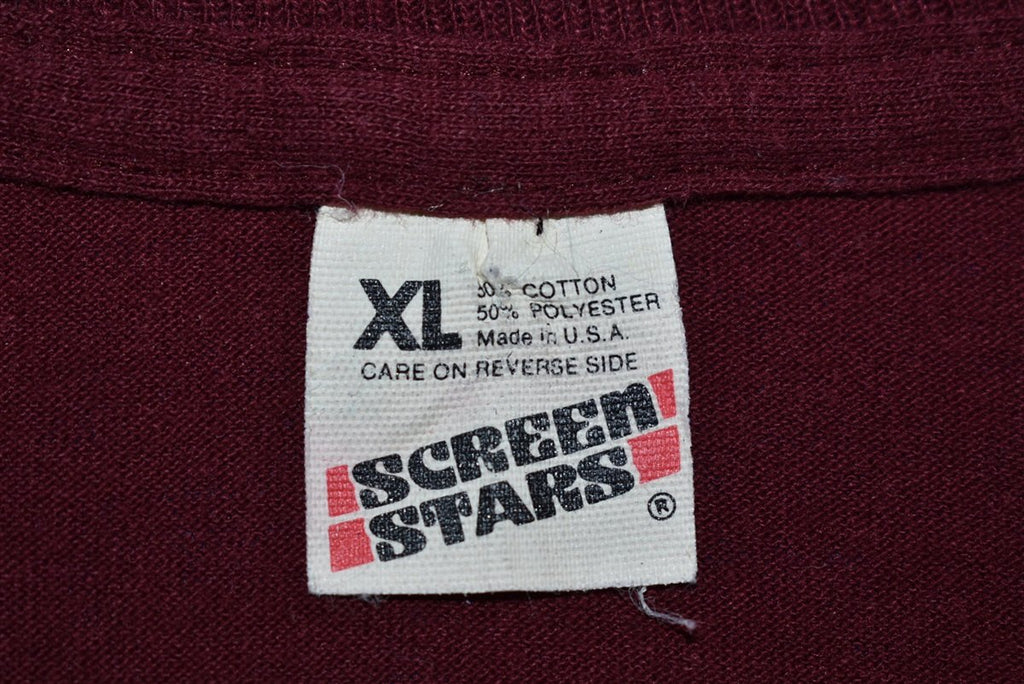 XL
50% COTTON
50% POLYESTER
Made in U.S.A.
CARE ON REVERSE SIDE
SCREEN
STARS
®